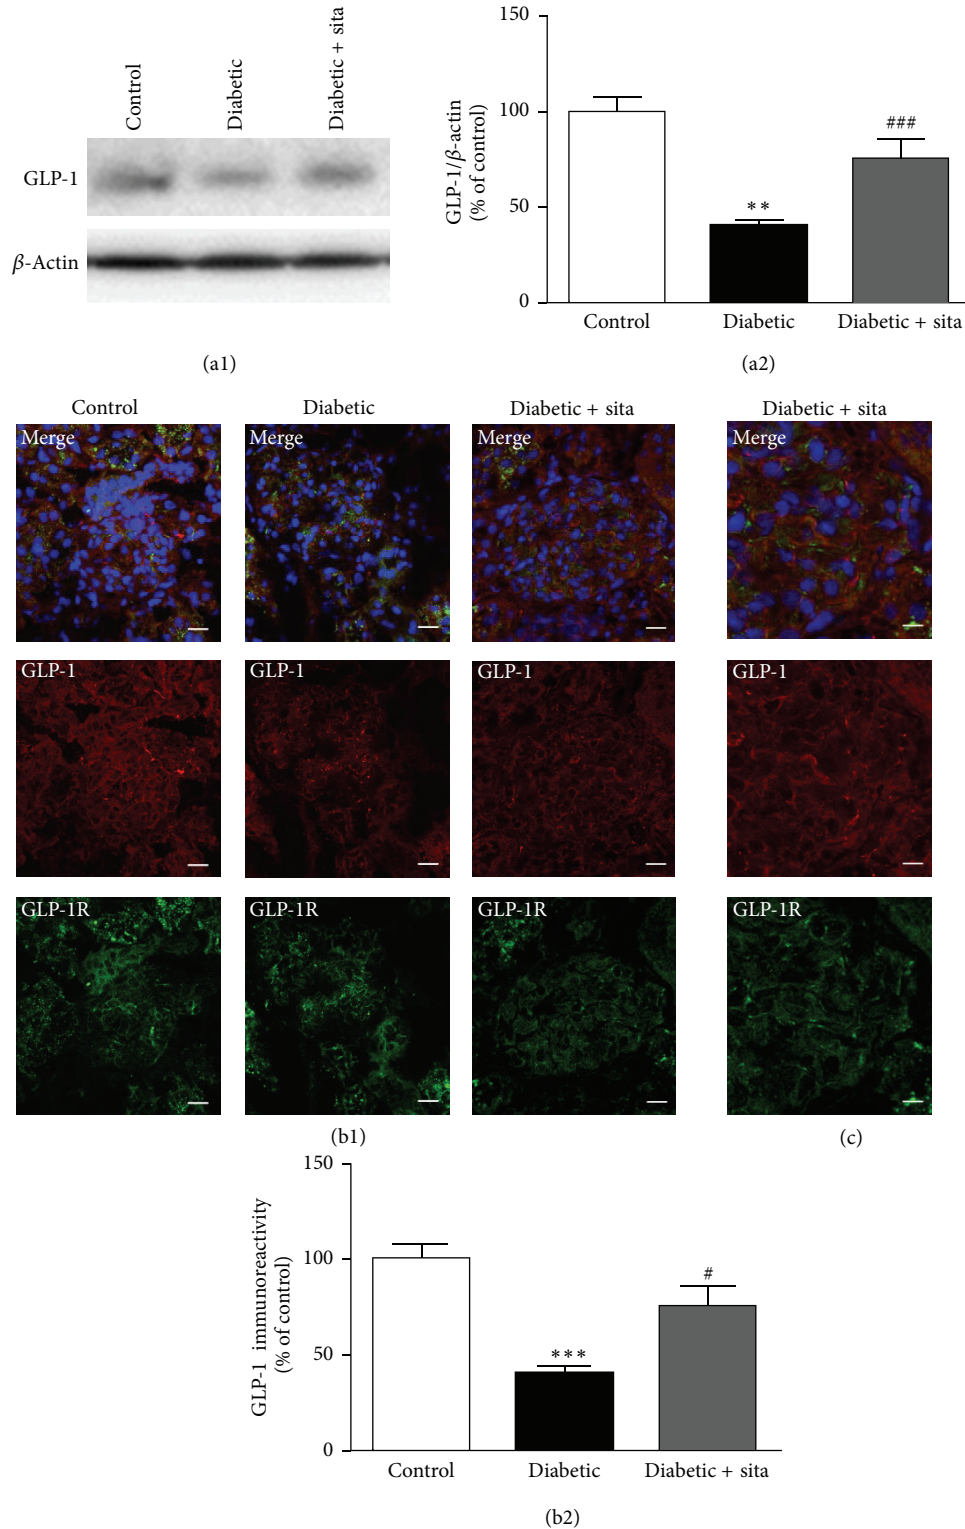 Control
Diabetic
Diabetic + sita
GLP-1
β-Actin
(a1)
150
100
50
0
GLP-1/β-actin
(% of control)
**
###
Control
Diabetic
Diabetic + sita
(a2)
Control
Diabetic
Diabetic + sita
Diabetic + sita
Merge
Merge
Merge
Merge
GLP-1
GLP-1
GLP-1
GLP-1
GLP-1R
GLP-1R
GLP-1R
GLP-1R
(b1)
(c)
150
100
50
0
GLP-1 immunoreactivity
(% of control)
***
#
Control
Diabetic
Diabetic + sita
(b2)